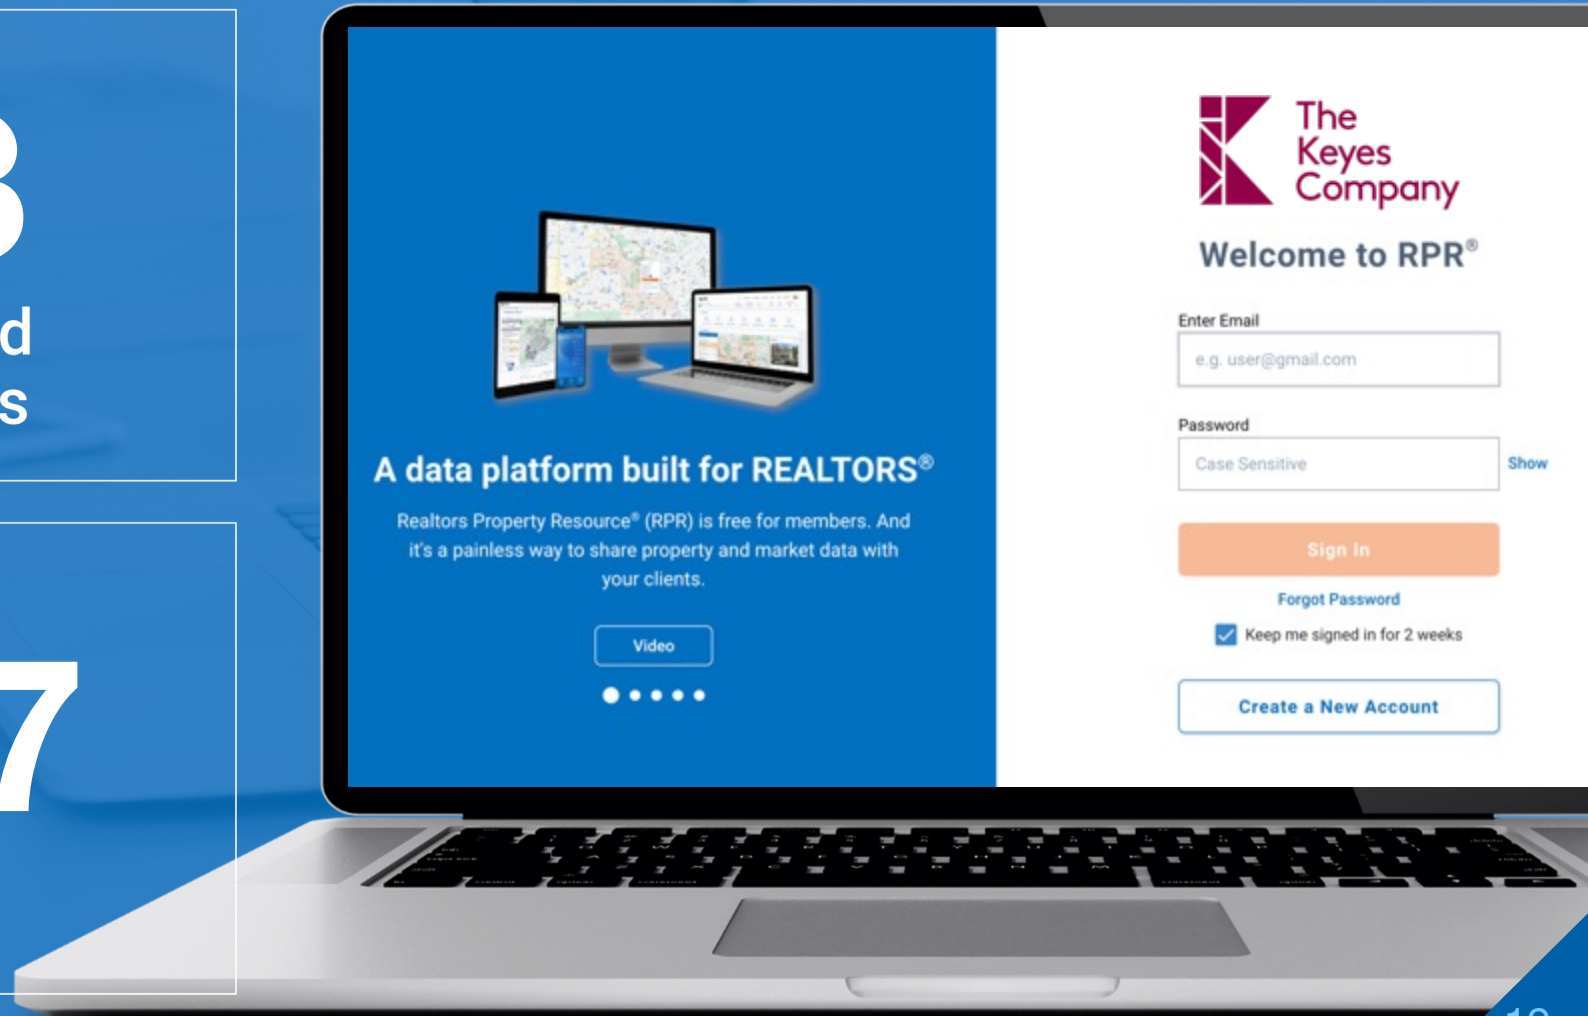 3
d
s
7
A data platform built for REALTORS®
Realtors Property Resource® (RPR) is free for members. And
it's a painless way to share property and market data with
your clients.
Video
The
Keyes
Company
Welcome to RPR®
Enter Email
e.g. user@gmail.com
Password
Case Sensitive
Show
Sign In
Forgot Password
Keep me signed in for 2 weeks
Create a New Account